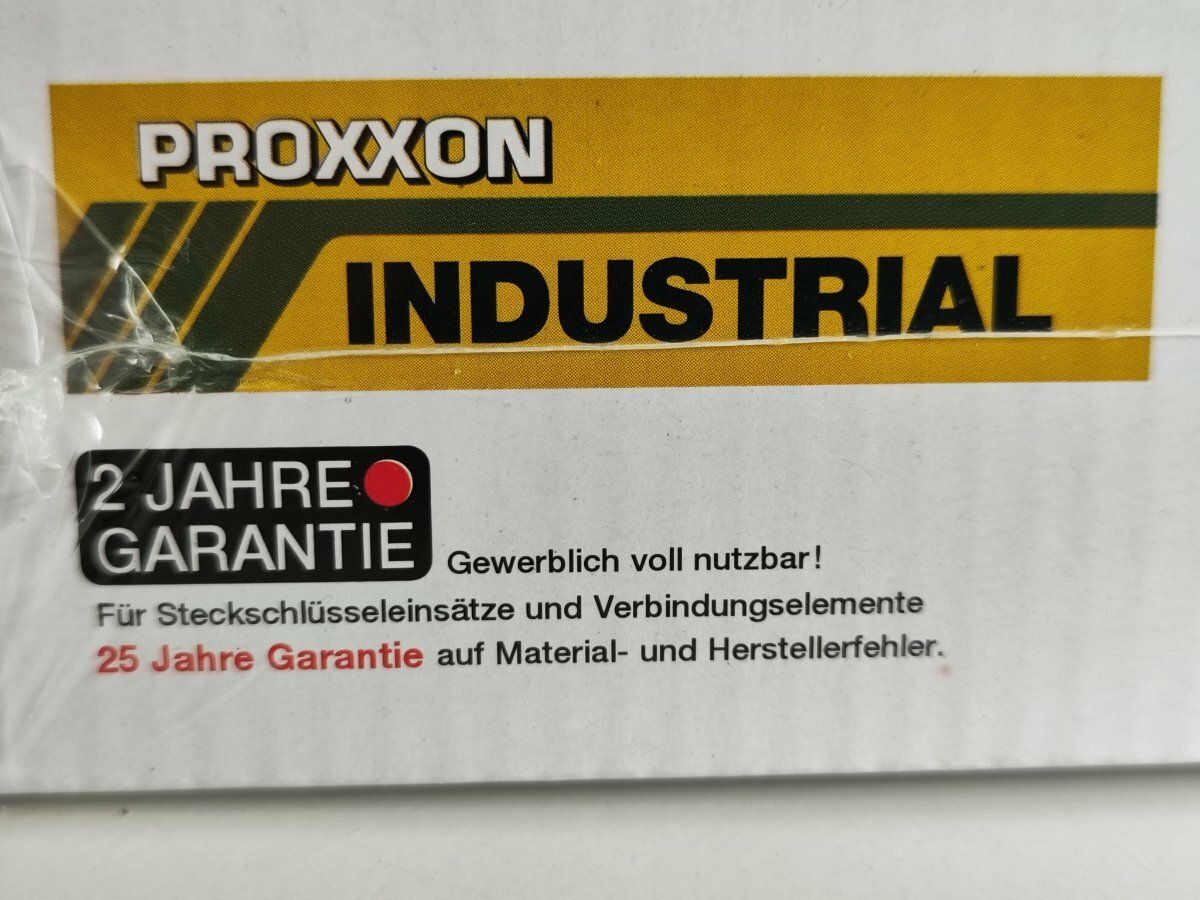 PROXXON
INDUSTRIAL
2 JAHRE
GARANTIE
Gewerblich voll nutzbar!
Für Steckschlüsseleinsätze und Verbindungselemente
25 Jahre Garantie auf Material- und Herstellerfehler.